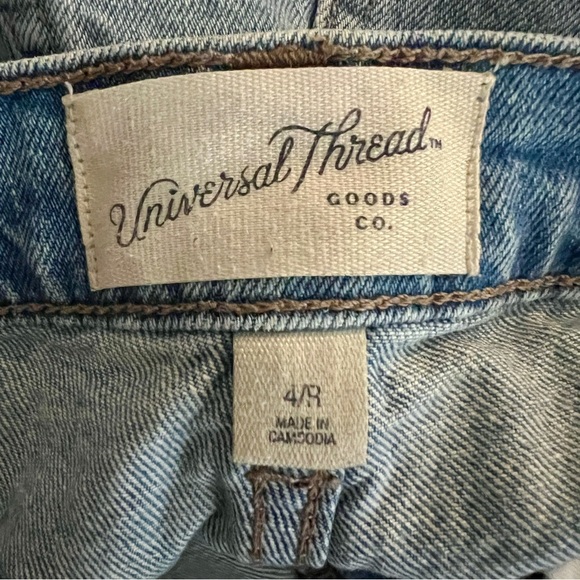 Universal Thread™
GOODS
CO.
4/R
MADE IN
CAMBODIA